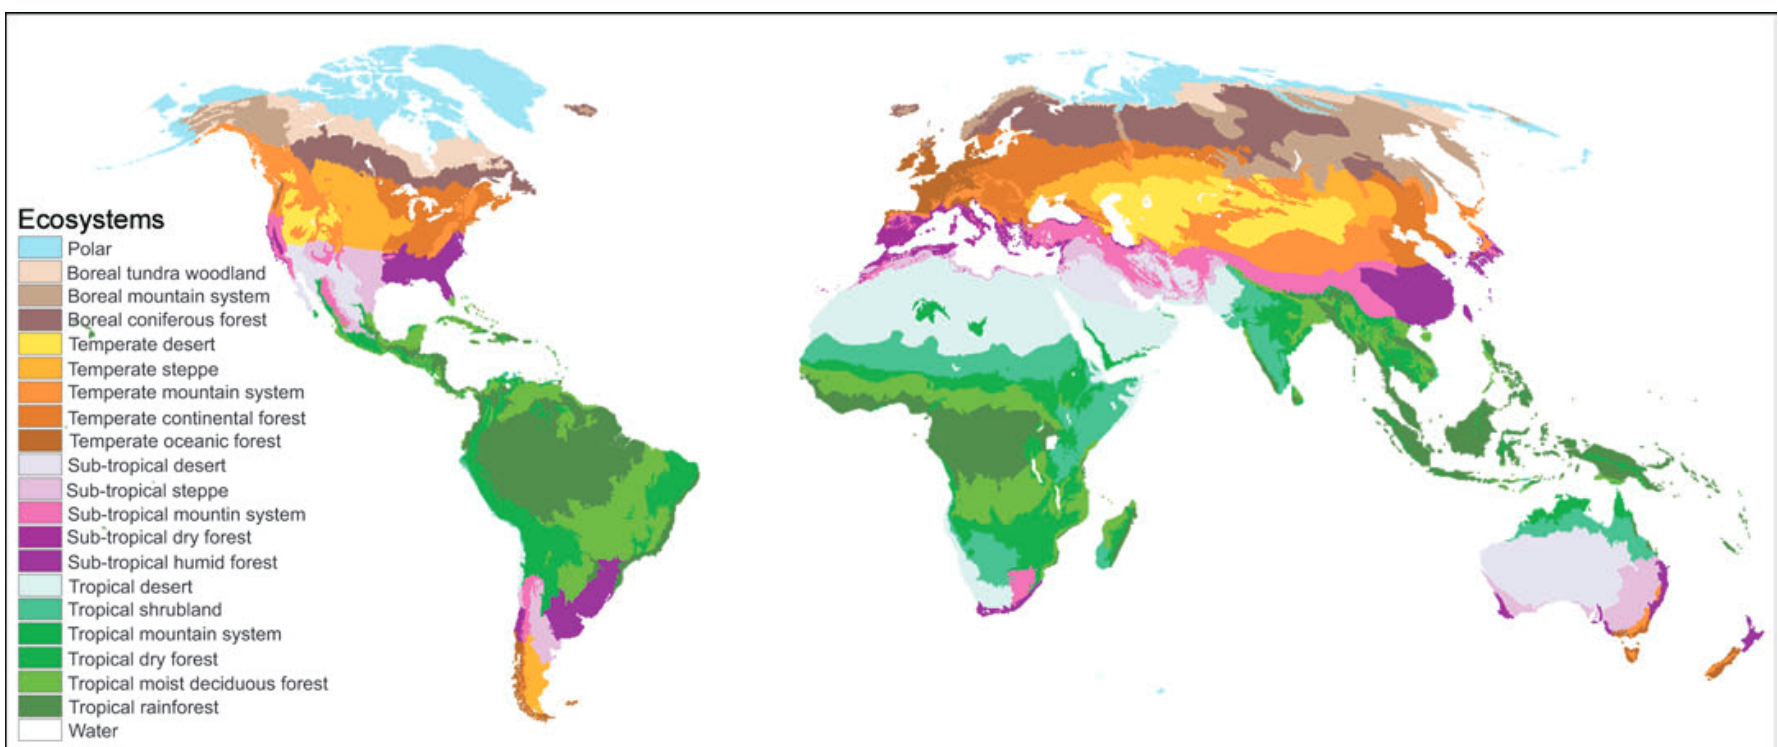 Ecosystems
Polar
Boreal tundra woodland
Boreal mountain system
Boreal coniferous forest
Temperate desert
Temperate steppe
Temperate mountain system
Temperate continental forest
Temperate oceanic forest
Sub-tropical desert
Sub-tropical steppe
Sub-tropical mountin system
Sub-tropical dry forest
Sub-tropical humid forest
Tropical desert
Tropical shrubland
Tropical mountain system
Tropical dry forest
Tropical moist deciduous forest
Tropical rainforest
Water